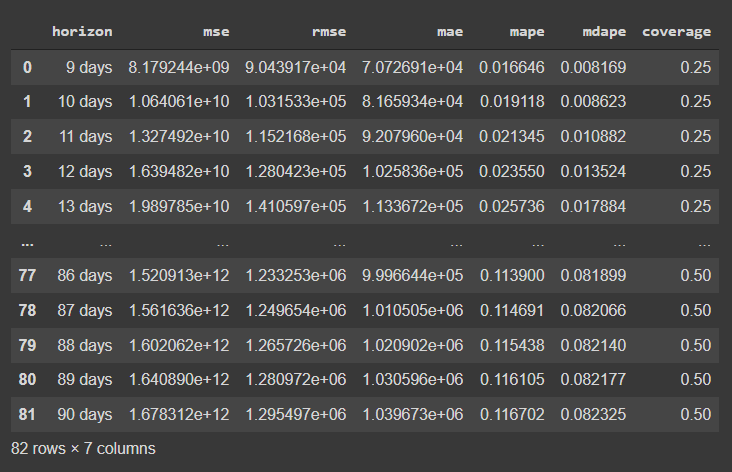 horizon mse rmse mae mape mdape coverage
0 9 days 8.179244e+09 9.043917e+04 7.072691e+04 0.016646 0.008169 0.25
1 10 days 1.064061e+10 1.031533e+05 8.165934e+04 0.019118 0.008623 0.25
2 11 days 1.327492e+10 1.152168e+05 9.207960e+04 0.021345 0.010882 0.25
3 12 days 1.639482e+10 1.280423e+05 1.025836e+05 0.023550 0.013524 0.25
4 13 days 1.989785e+10 1.410597e+05 1.133672e+05 0.025736 0.017884 0.25
... ... ... ... ... ... ... ...
77 86 days 1.520913e+12 1.233253e+06 9.996644e+05 0.113900 0.081899 0.50
78 87 days 1.561636e+12 1.249654e+06 1.010505e+06 0.114691 0.082066 0.50
79 88 days 1.602062e+12 1.265726e+06 1.020902e+06 0.115438 0.082140 0.50
80 89 days 1.640890e+12 1.280972e+06 1.030596e+06 0.116105 0.082177 0.50
81 90 days 1.678312e+12 1.295497e+06 1.039673e+06 0.116702 0.082325 0.50
82 rows × 7 columns